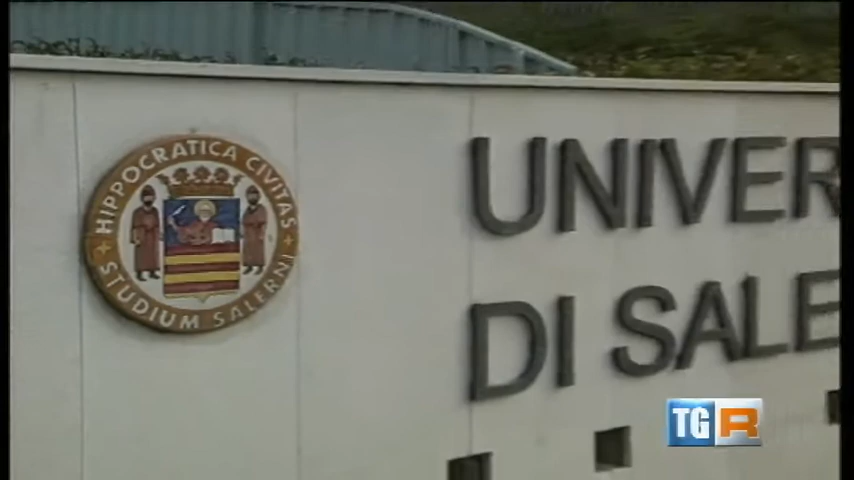 HIPPOCRATICA CIVITAS
STUDIUM SALERNI
UNIVER
DI SALE
TGR